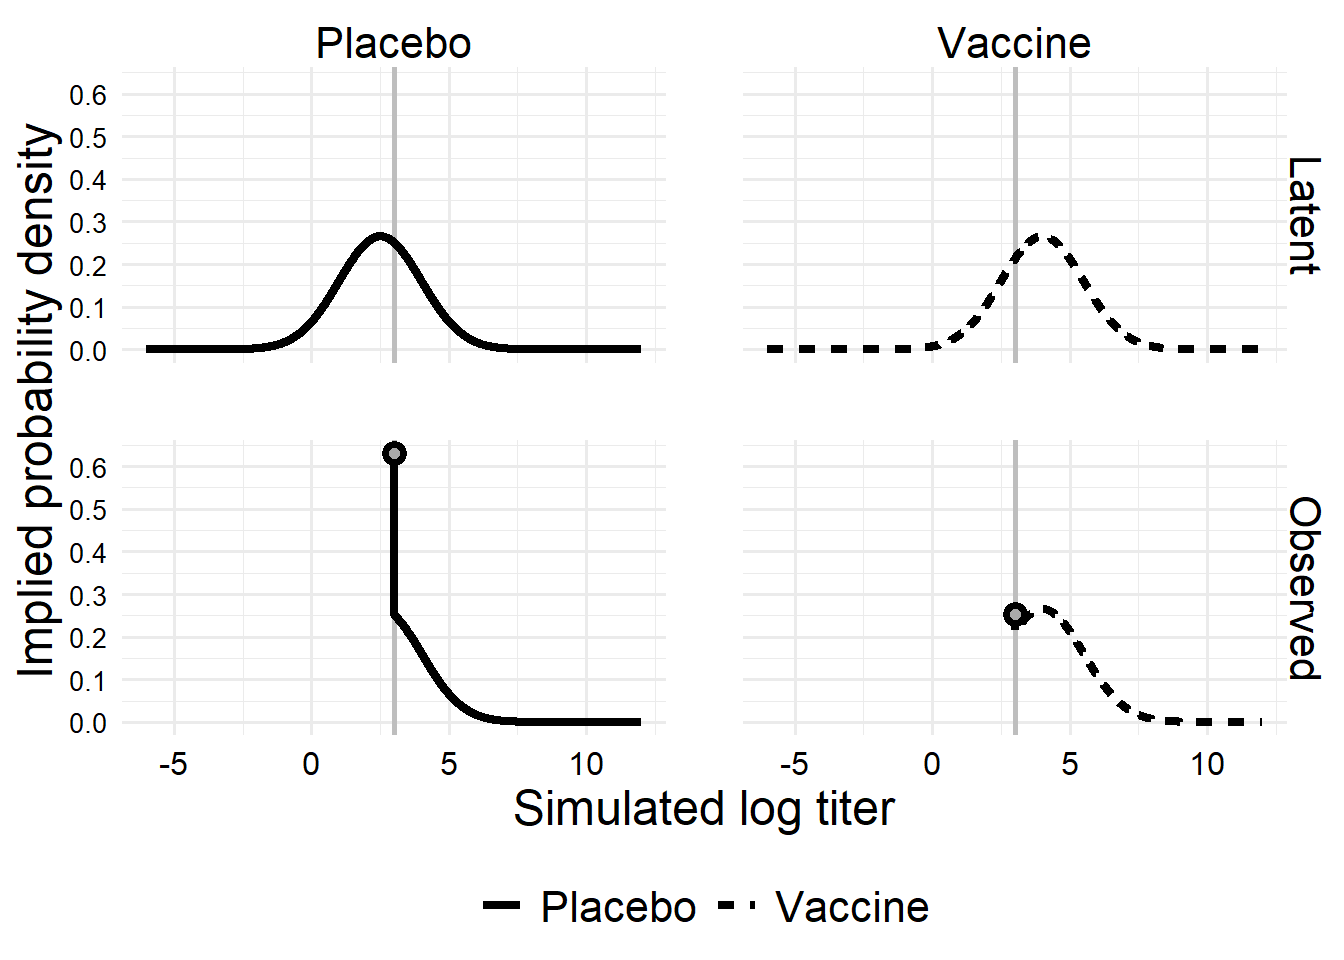 Placebo
Vaccine
Implied probability density
0.6
0.5
0.4
0.3
0.2
0.1
0.0
Latent
0.6
0.5
0.4
0.3
0.2
0.1
0.0
Observed
-5 0 5 10
-5 0 5 10
Simulated log titer
Placebo Vaccine